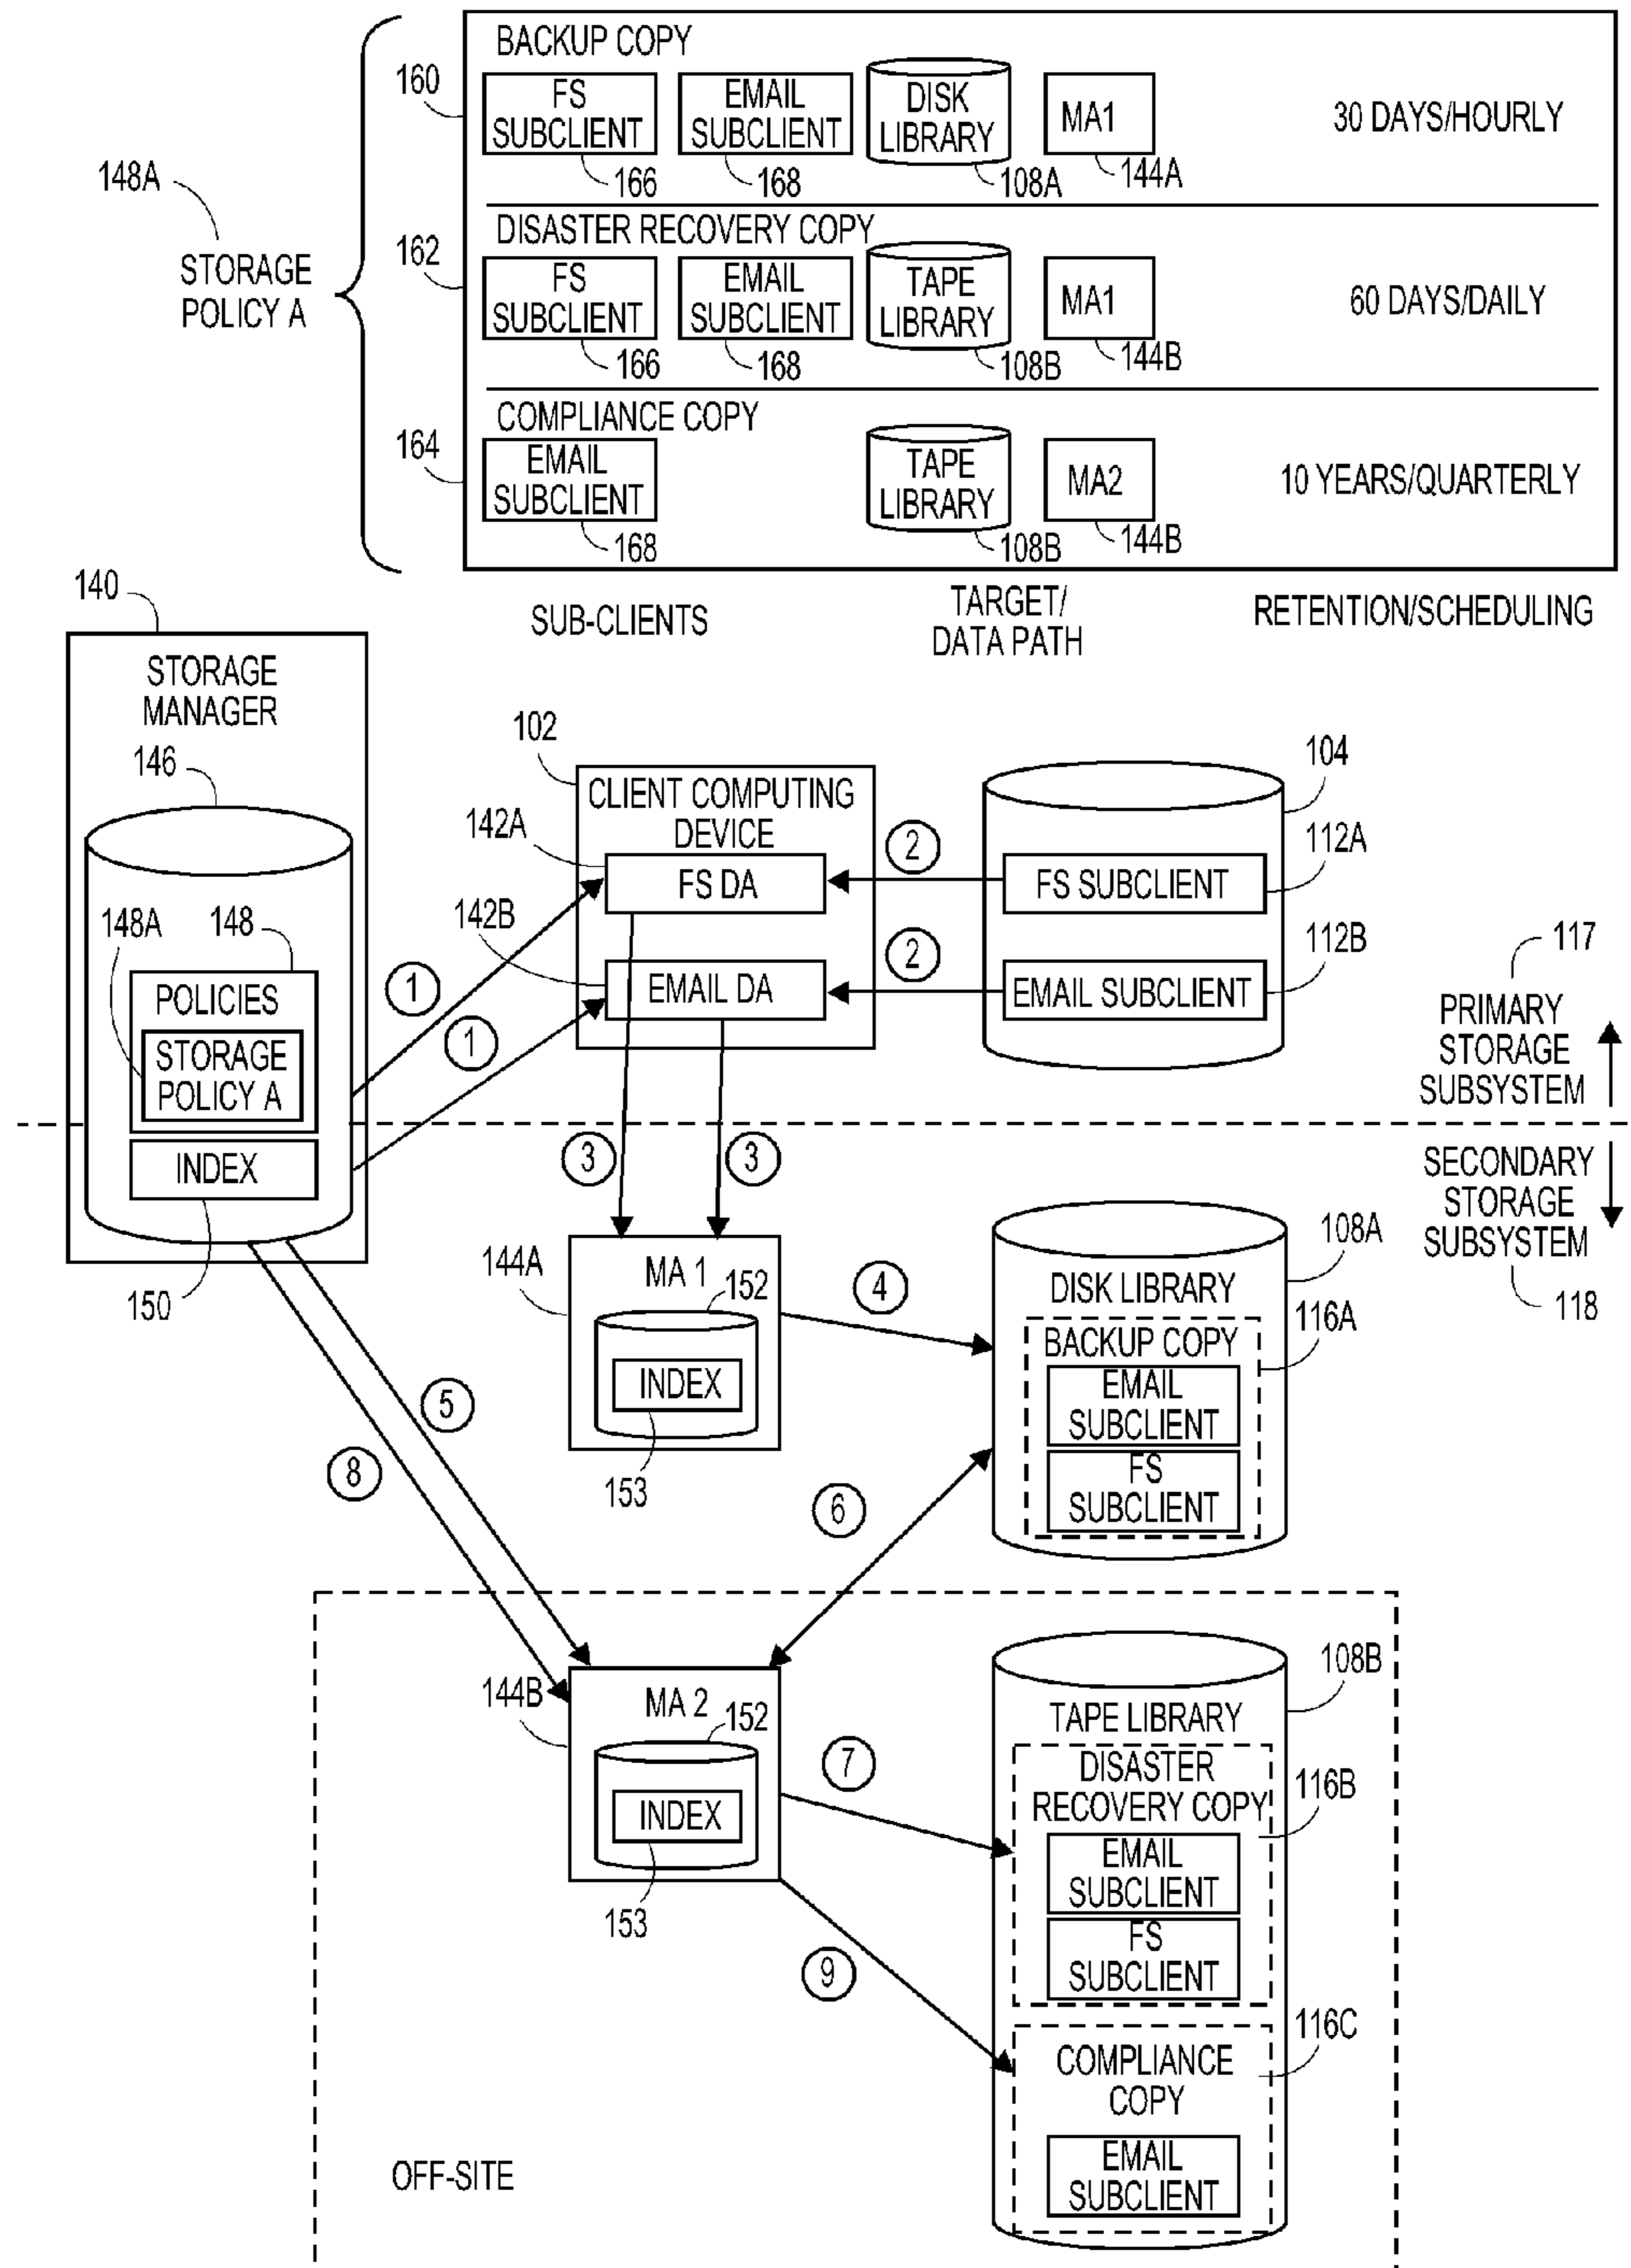 BACKUP COPY
160
FS
SUBCLIENT
166
EMAIL
SUBCLIENT
168
DISK
LIBRARY
108A
MA1
144A
30 DAYS/HOURLY
148A
STORAGE
POLICY A
DISASTER RECOVERY COPY
162
FS
SUBCLIENT
166
EMAIL
SUBCLIENT
168
TAPE
LIBRARY
108B
MA1
144B
60 DAYS/DAILY
COMPLIANCE COPY
164
EMAIL
SUBCLIENT
168
TAPE
LIBRARY
108B
MA2
144B
10 YEARS/QUARTERLY
SUB-CLIENTS
TARGET/
DATA PATH
RETENTION/SCHEDULING
140
STORAGE
MANAGER
146
148A
148
POLICIES
STORAGE
POLICY A
INDEX
150
1
1
102
CLIENT COMPUTING
DEVICE
142A
FS DA
142B
EMAIL DA
2
2
104
FS SUBCLIENT
112A
EMAIL SUBCLIENT
112B
117
PRIMARY
STORAGE
SUBSYSTEM
SECONDARY
STORAGE
SUBSYSTEM
118
3
3
144A
MA 1
152
INDEX
153
4
108A
DISK LIBRARY
116A
BACKUP COPY
EMAIL
SUBCLIENT
FS
SUBCLIENT
5
8
6
144B
MA 2
152
INDEX
153
7
9
108B
TAPE LIBRARY
DISASTER
RECOVERY COPY
116B
EMAIL
SUBCLIENT
FS
SUBCLIENT
116C
COMPLIANCE
COPY
EMAIL
SUBCLIENT
OFF-SITE